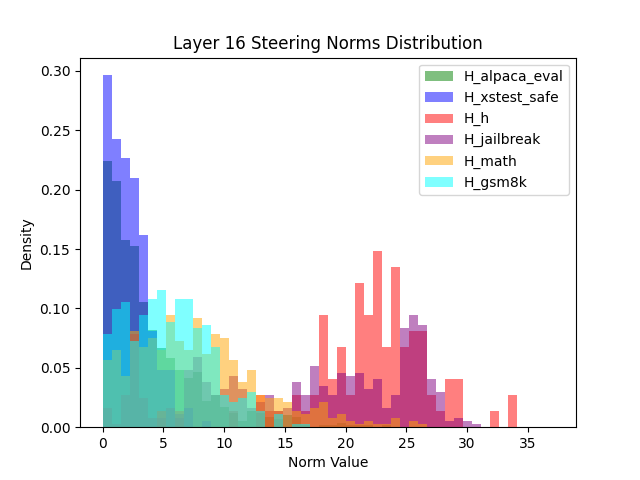 Layer 16 Steering Norms Distribution
0.30
0.25
0.20
0.15
0.10
0.05
0.00
Density
H_alpaca_eval
H_xstest_safe
H_h
H_jailbreak
H_math
H_gsm8k
0 5 10 15 20 25 30 35
Norm Value